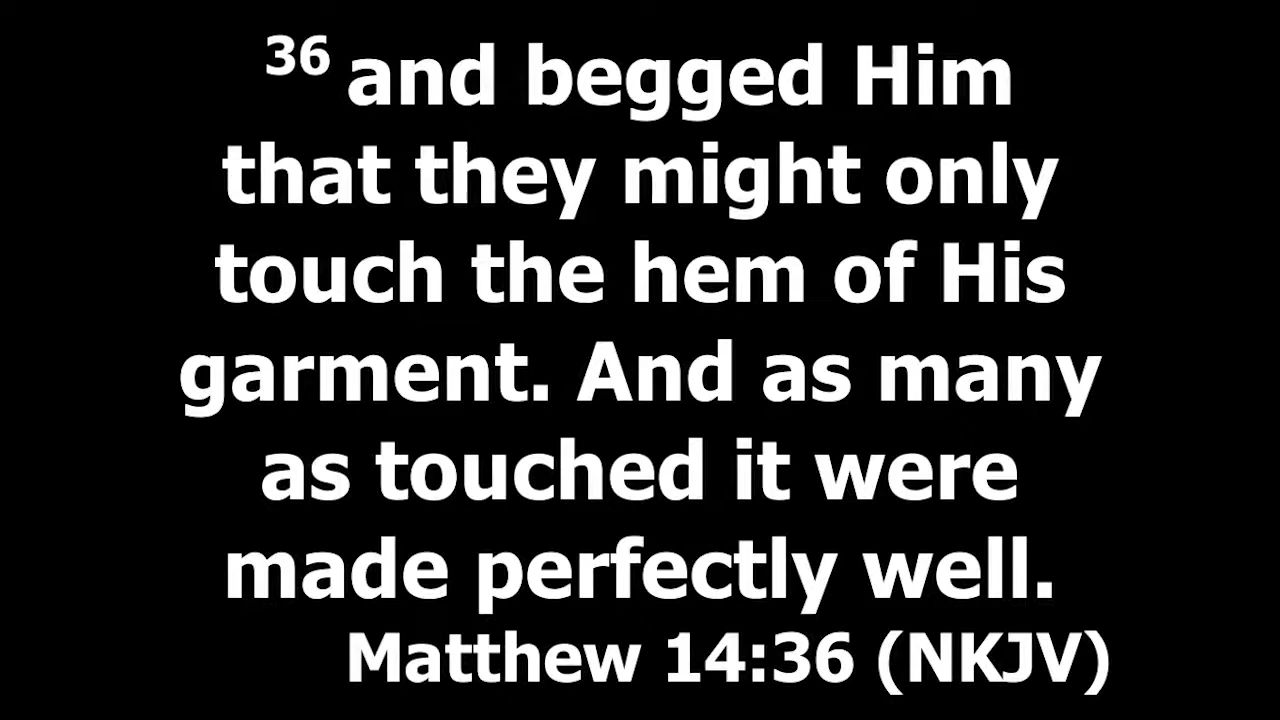 36 and begged Him
that they might only
touch the hem of His
garment. And as many
as touched it were
made perfectly well.
Matthew 14:36 (NKJV)